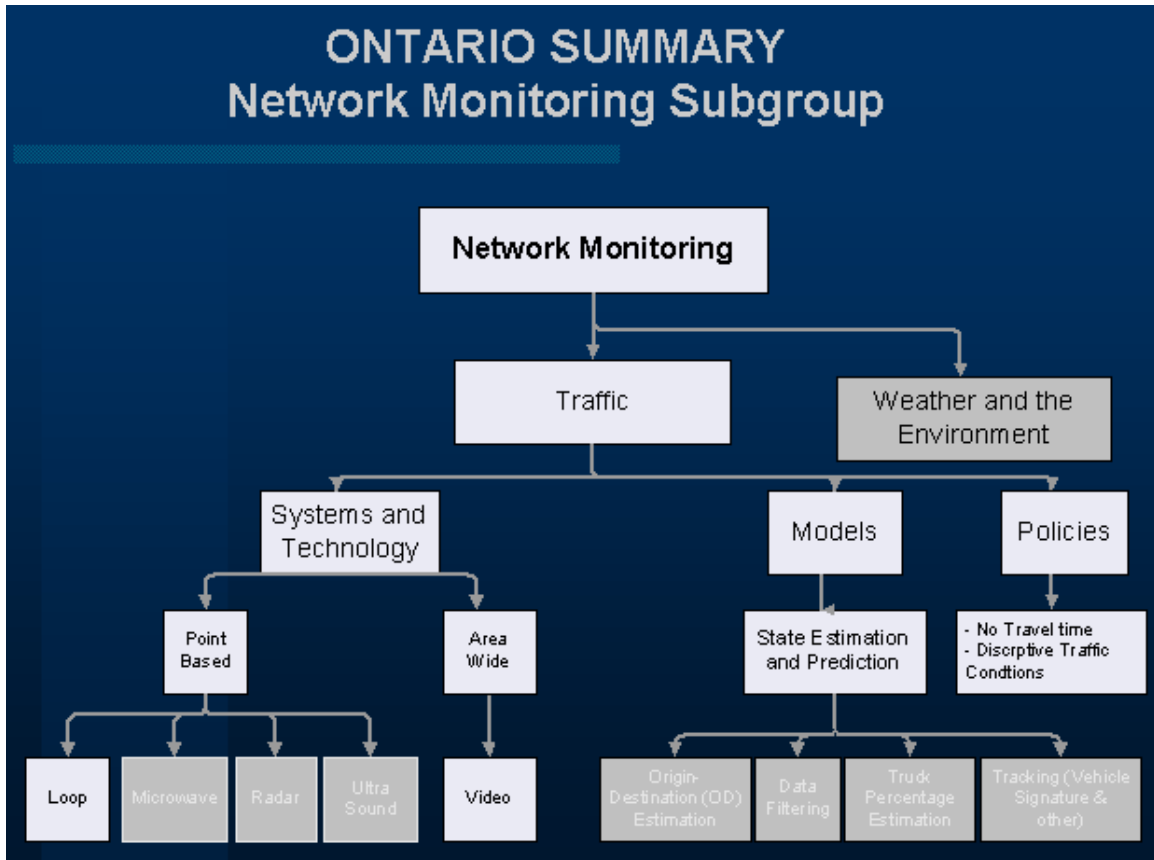 ONTARIO SUMMARY
Network Monitoring Subgroup
Network Monitoring
Traffic
Weather and the
Environment
Systems and
Technology
Models
Policies
Point
Based
Area
Wide
State Estimation
and Prediction
- No Travel time
- Discrptive Traffic
Condtions
Loop
Microwave
Radar
Ultra
Sound
Video
Origin-
Destination (OD)
Estimation
Data
Filtering
Truck
Percentage
Estimation
Tracking (Vehicle
Signature &
other)